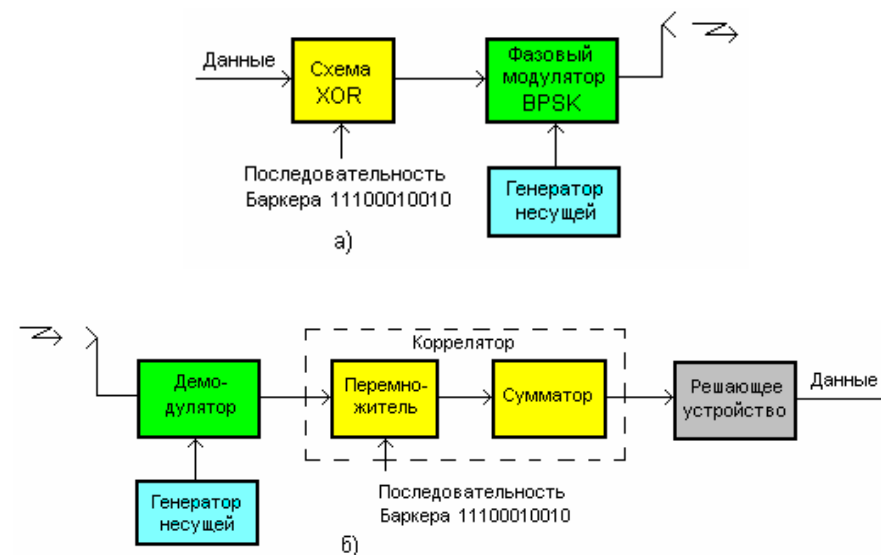 Данные
Схема
XOR
Фазовый
модулятор
BPSK
Последовательность
Баркера 11100010010
Генератор
несущей
а)
Коррелятор
Демо-
дулятор
Перемно-
житель
Сумматор
Решающее
устройство
Данные
Генератор
несущей
Последовательность
Баркера 11100010010
б)